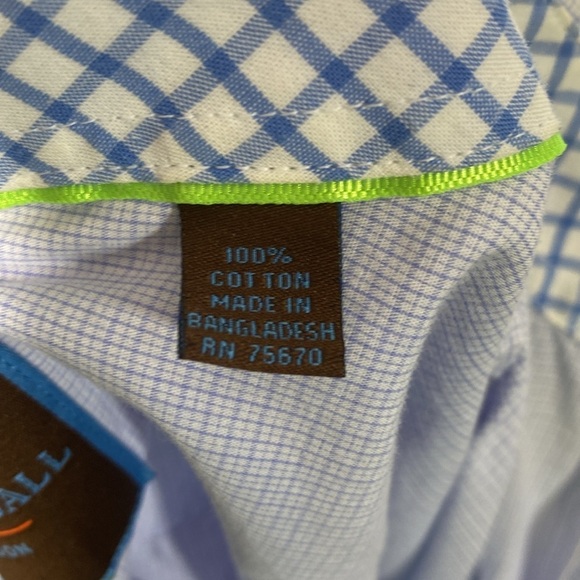 100%
COTTON
MADE IN
BANGLADESH
RN 75670